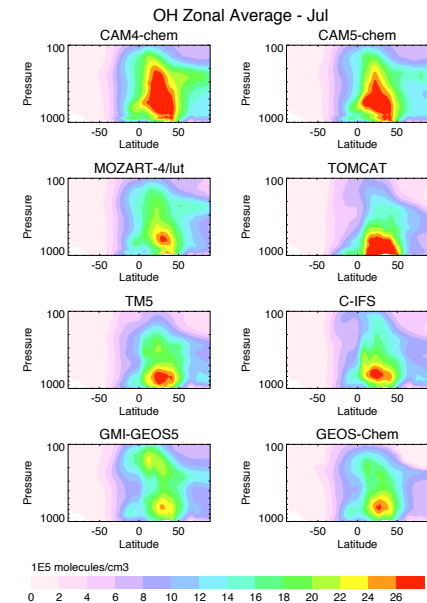 OH Zonal Average - Jul
CAM4-chem
CAM5-chem
100
1000
Pressure
-50 0 50
Latitude
100
1000
Pressure
-50 0 50
Latitude
MOZART-4/lut
TOMCAT
100
1000
Pressure
-50 0 50
Latitude
100
1000
Pressure
-50 0 50
Latitude
TM5
C-IFS
100
1000
Pressure
-50 0 50
Latitude
100
1000
Pressure
-50 0 50
Latitude
GMI-GEOS5
GEOS-Chem
100
1000
Pressure
-50 0 50
Latitude
100
1000
Pressure
-50 0 50
Latitude
1E5 molecules/cm3
0 2 4 6 8 10 12 14 16 18 20 22 24 26